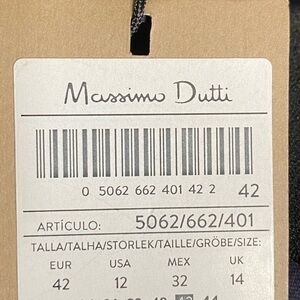 Massimo Dutti
0 5062 662 401 42 2 42
ARTÍCULO: 5062/662/401
TALLA/TALHA/STORLEK/TAILLE/GRÖBE/SIZE:
EUR USA MEX UK
42 12 32 14